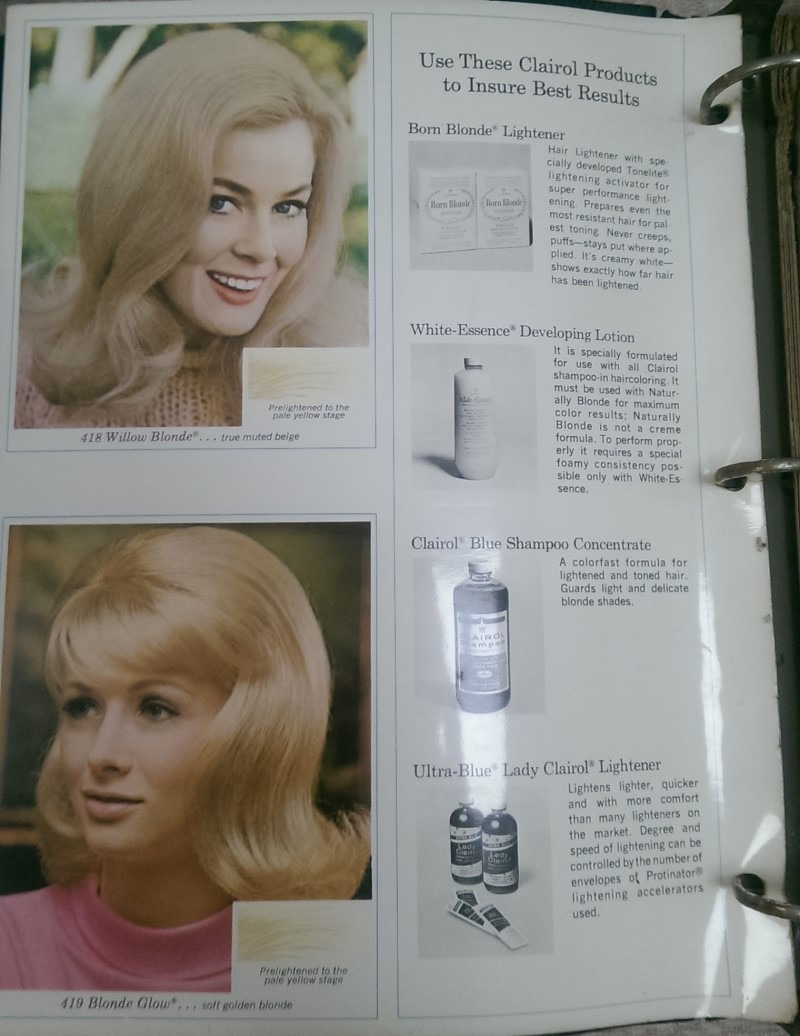 Prelightened to the
pale yellow stage
418 Willow Blonde® . . . true muted beige
Prelightened to the
pale yellow stage
419 Blonde Glow® . . . soft golden blonde
Use These Clairol Products
to Insure Best Results
Born Blonde® Lightener
Born Blonde
Born Blonde
Hair Lightener with spe-
cially developed Tonelite®
lightening activator for
super performance light-
ening. Prepares even the
most resistant hair for pal-
est toning. Never creeps,
puffs—stays put where ap-
plied. It's creamy white—
shows exactly how far hair
has been lightened.
White-Essence® Developing Lotion
It is specially formulated
for use with all Clairol
shampoo-in haircoloring. It
must be used with Natur-
ally Blonde for maximum
color results; Naturally
Blonde is not a creme
formula. To perform prop-
erly it requires a special
foamy consistency pos-
sible only with White-Es-
sence.
Clairol® Blue Shampoo Concentrate
CLAIROL
shampoo
A colorfast formula for
lightened and toned hair.
Guards light and delicate
blonde shades.
Ultra-Blue® Lady Clairol® Lightener
Lady
Clairol
Lady
Clairol
Lightens lighter, quicker
and with more comfort
than many lighteners on
the market. Degree and
speed of lightening can be
controlled by the number of
envelopes of Protinator®
lightening accelerators
used.